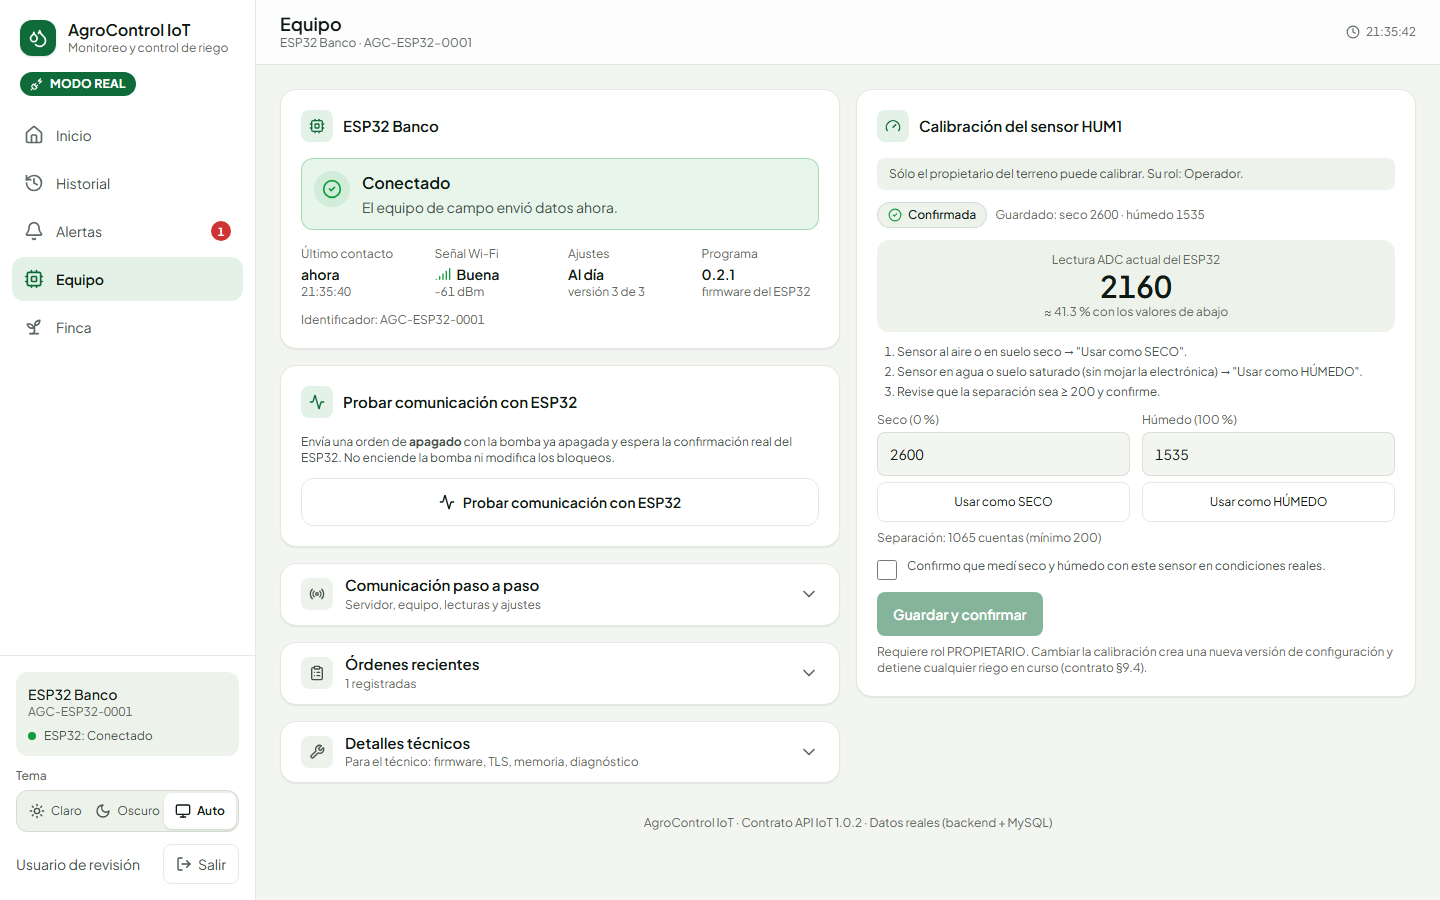 AgroControl IoT
Monitoreo y control de riego
MODO REAL
Inicio
Historial
Alertas
1
Equipo
Finca
ESP32 Banco
AGC-ESP32-0001
ESP32: Conectado
Tema
Claro
Oscuro
Auto
Usuario de revisión
Salir
Equipo
ESP32 Banco · AGC-ESP32-0001
21:35:42
ESP32 Banco
Conectado
El equipo de campo envió datos ahora.
Último contacto
ahora
21:35:40
Señal Wi-Fi
Buena
-61 dBm
Ajustes
Al día
versión 3 de 3
Programa
0.2.1
firmware del ESP32
Identificador: AGC-ESP32-0001
Probar comunicación con ESP32
Envía una orden de apagado con la bomba ya apagada y espera la confirmación real del
ESP32. No enciende la bomba ni modifica los bloqueos.
Probar comunicación con ESP32
Comunicación paso a paso
Servidor, equipo, lecturas y ajustes
Órdenes recientes
1 registradas
Detalles técnicos
Para el técnico: firmware, TLS, memoria, diagnóstico
Calibración del sensor HUM1
Sólo el propietario del terreno puede calibrar. Su rol: Operador.
Confirmada
Guardado: seco 2600 · húmedo 1535
Lectura ADC actual del ESP32
2160
≈ 41.3 % con los valores de abajo
1. Sensor al aire o en suelo seco → "Usar como SECO".
2. Sensor en agua o suelo saturado (sin mojar la electrónica) → "Usar como HÚMEDO".
3. Revise que la separación sea ≥ 200 y confirme.
Seco (0 %)
Húmedo (100 %)
2600
1535
Usar como SECO
Usar como HÚMEDO
Separación: 1065 cuentas (mínimo 200)
Confirmo que medí seco y húmedo con este sensor en condiciones reales.
Guardar y confirmar
Requiere rol PROPIETARIO. Cambiar la calibración crea una nueva versión de configuración y
detiene cualquier riego en curso (contrato §9.4).
AgroControl IoT · Contrato API IoT 1.0.2 · Datos reales (backend + MySQL)